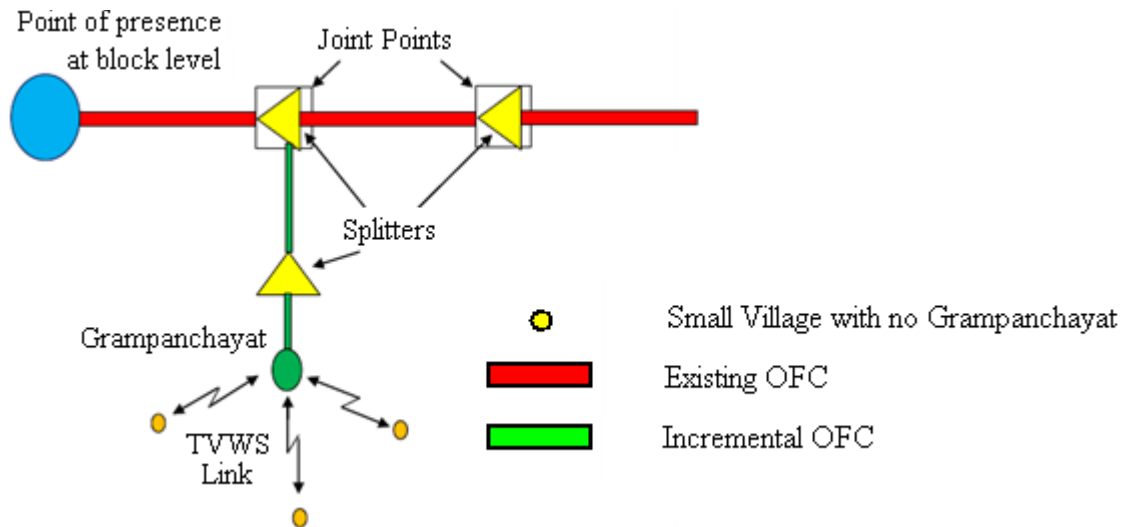 Point of presence
at block level
Joint Points
Splitters
Grampanchayat
TVWS
Link
Small Village with no Grampanchayat
Existing OFC
Incremental OFC